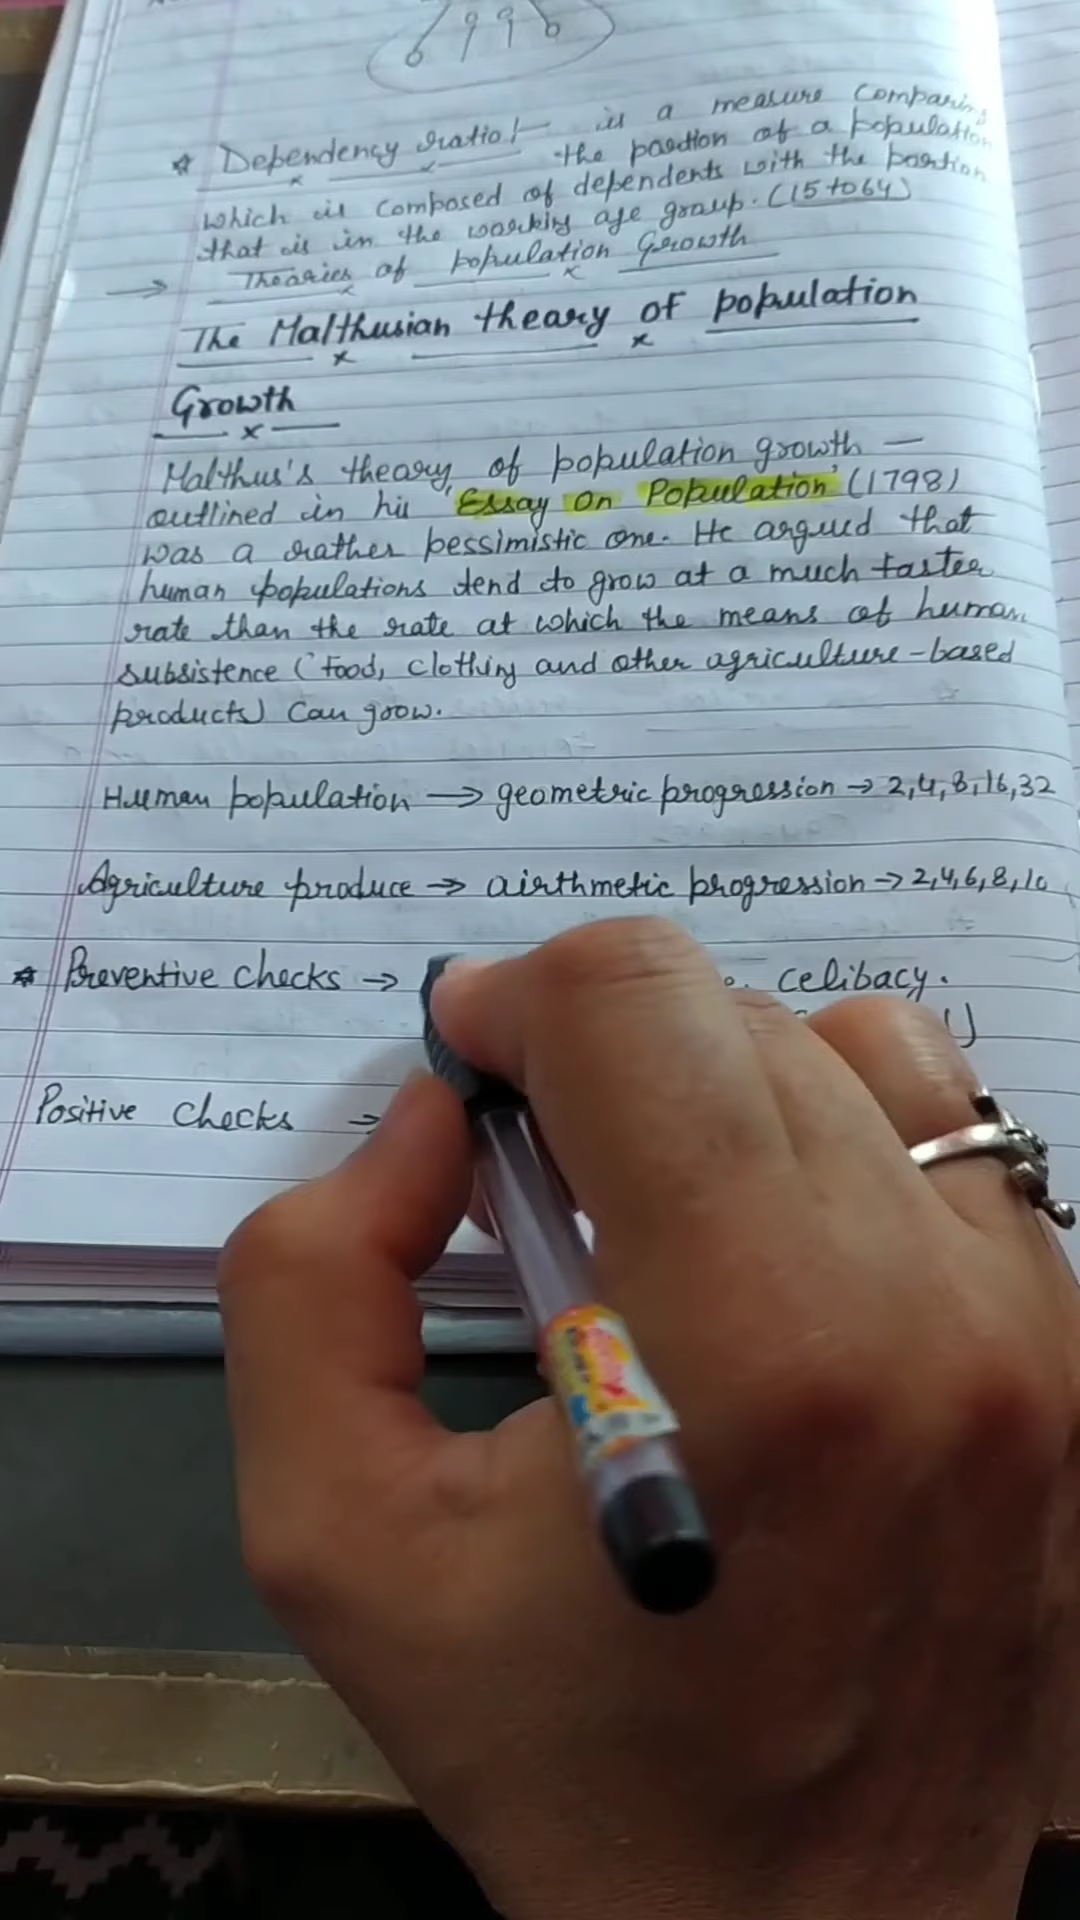 * Dependency ratio:- is a measure comparing
the portion of a population
which is composed of dependents with the portion
that is in the working age group. (15 to 64)
→ Theories of population Growth
The Malthusian theory of population
Growth
Malthus's theory of population growth —
outlined in his 'Essay on Population' (1798)
was a rather pessimistic one. He argued that
human populations tend to grow at a much faster
rate than the rate at which the means of human
subsistence (food, clothing and other agriculture-based
products) can grow.
Human population → geometric progression → 2,4,8,16,32
Agriculture produce → airthmetic progression → 2,4,6,8,10
* Preventive checks → celibacy.
Positive checks →